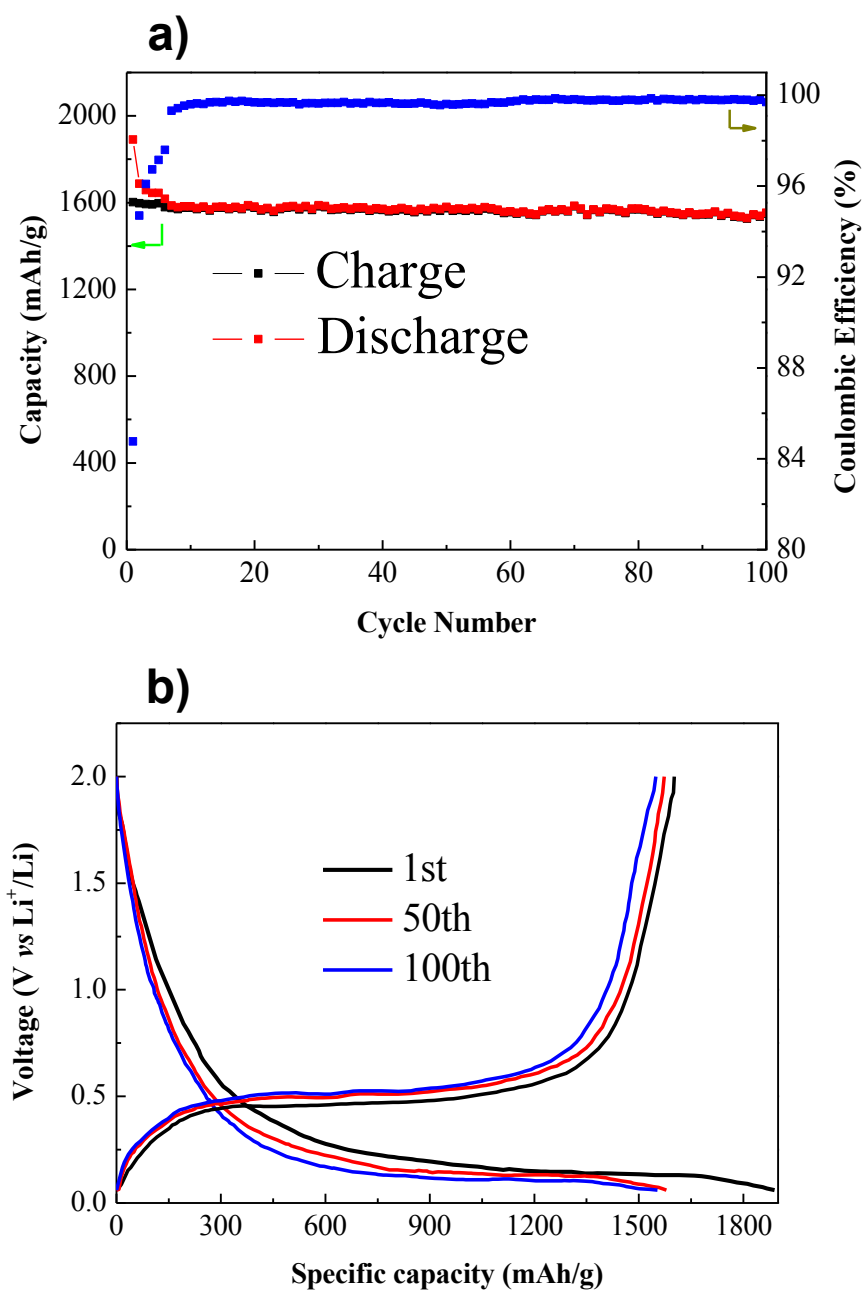 a)
2000
1600
1200
800
400
0
Capacity (mAh/g)
100
96
92
88
84
80
Coulombic Efficiency (%)
Charge
Discharge
0 20 40 60 80 100
Cycle Number
b)
2.0
1.5
1.0
0.5
0.0
Voltage (V vs Li⁺/Li)
1st
50th
100th
0 300 600 900 1200 1500 1800
Specific capacity (mAh/g)